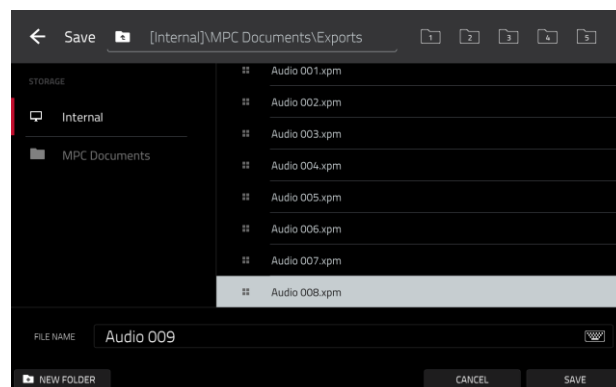 Save [Internal]\MPC Documents\Exports 1 2 3 4 5
STORAGE
Internal
MPC Documents
Audio 001.xpm
Audio 002.xpm
Audio 003.xpm
Audio 004.xpm
Audio 005.xpm
Audio 006.xpm
Audio 007.xpm
Audio 008.xpm
FILE NAME Audio 009
NEW FOLDER CANCEL SAVE